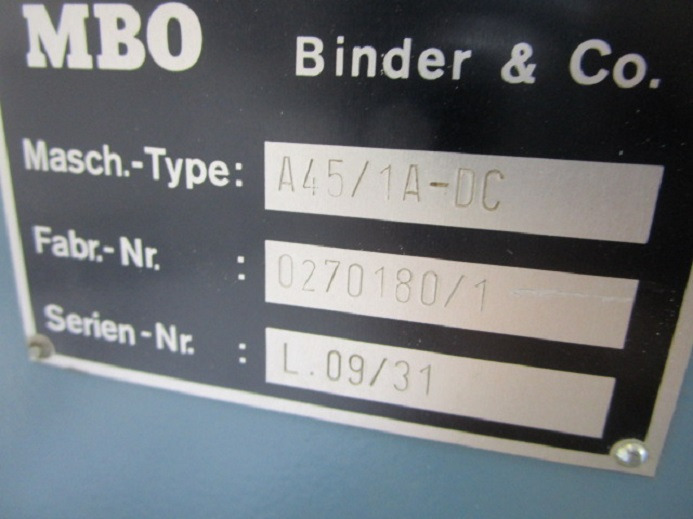 MBO Binder & Co.
Masch.-Type: A45/1A-DC
Fabr.-Nr. : 0270180/1
Serien-Nr. : L.09/31